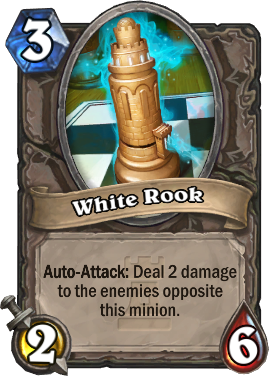 3
White Rook
Auto-Attack: Deal 2 damage
to the enemies opposite
this minion.
2
6